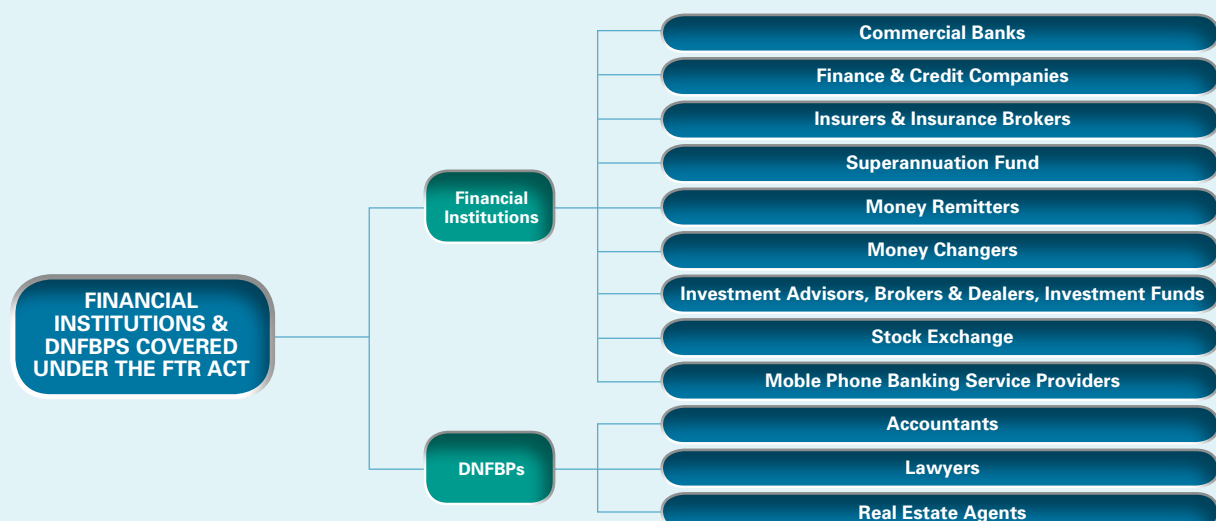 FINANCIAL
INSTITUTIONS &
DNFBPS COVERED
UNDER THE FTR ACT
Financial
Institutions
Commercial Banks
Finance & Credit Companies
Insurers & Insurance Brokers
Superannuation Fund
Money Remitters
Money Changers
Investment Advisors, Brokers & Dealers, Investment Funds
Stock Exchange
Moble Phone Banking Service Providers
DNFBPs
Accountants
Lawyers
Real Estate Agents